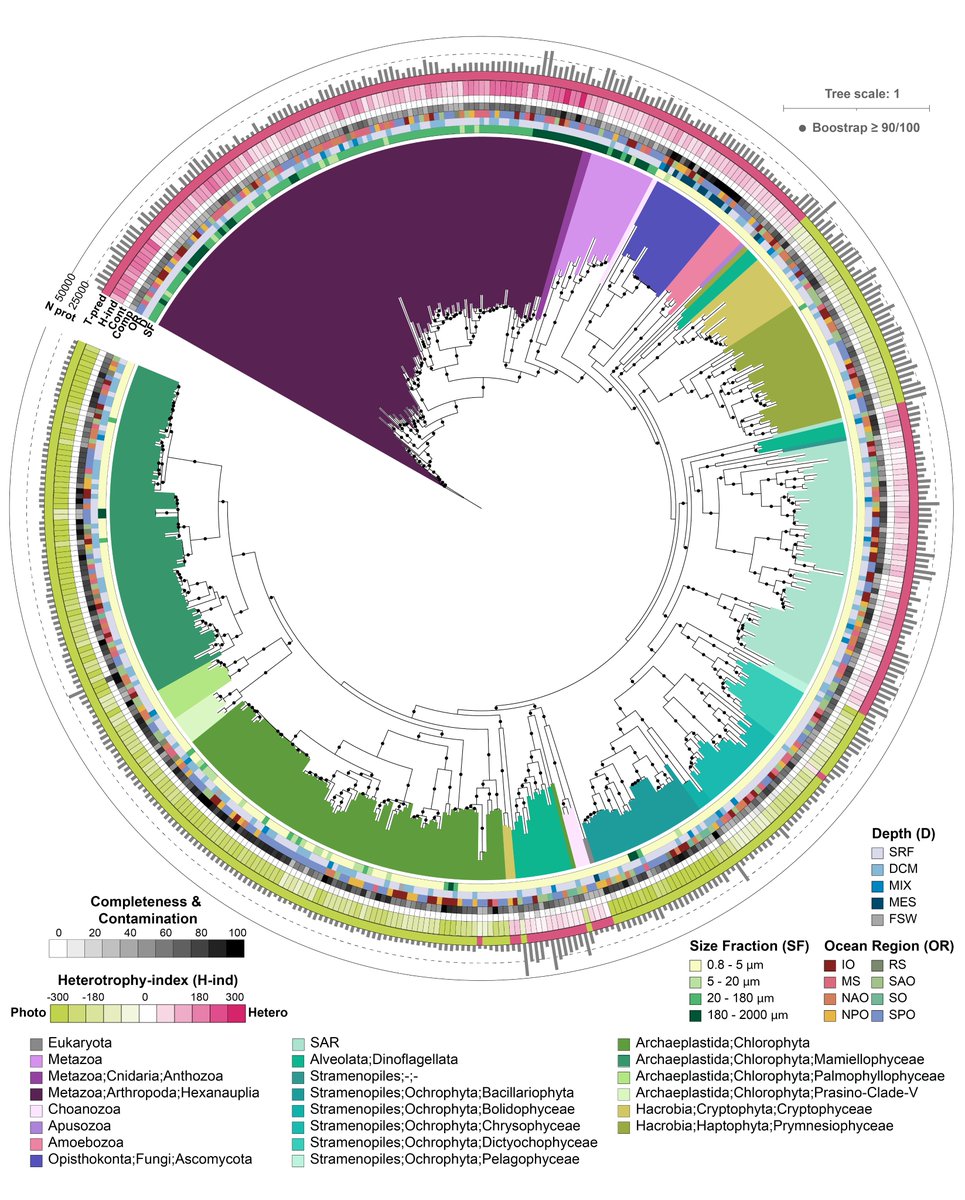 Tree scale: 1
Boostrap ≥ 90/100
50000
25000
N prot
T-pred
H-ind
Cont
Comp
OR
D
SF
Depth (D)
SRF
DCM
MIX
MES
FSW
Completeness & Contamination
0 20 40 60 80 100
Heterotrophy-index (H-ind)
-300 -180 0 180 300
Photo Hetero
Size Fraction (SF)
0.8 - 5 µm
5 - 20 µm
20 - 180 µm
180 - 2000 µm
Ocean Region (OR)
IO RS
MS SAO
NAO SO
NPO SPO
Eukaryota
Metazoa
Metazoa;Cnidaria;Anthozoa
Metazoa;Arthropoda;Hexanauplia
Choanozoa
Apusozoa
Amoebozoa
Opisthokonta;Fungi;Ascomycota
SAR
Alveolata;Dinoflagellata
Stramenopiles;-;-
Stramenopiles;Ochrophyta;Bacillariophyta
Stramenopiles;Ochrophyta;Bolidophyceae
Stramenopiles;Ochrophyta;Chrysophyceae
Stramenopiles;Ochrophyta;Dictyochophyceae
Stramenopiles;Ochrophyta;Pelagophyceae
Archaeplastida;Chlorophyta
Archaeplastida;Chlorophyta;Mamiellophyceae
Archaeplastida;Chlorophyta;Palmophyllophyceae
Archaeplastida;Chlorophyta;Prasino-Clade-V
Hacrobia;Cryptophyta;Cryptophyceae
Hacrobia;Haptophyta;Prymnesiophyceae